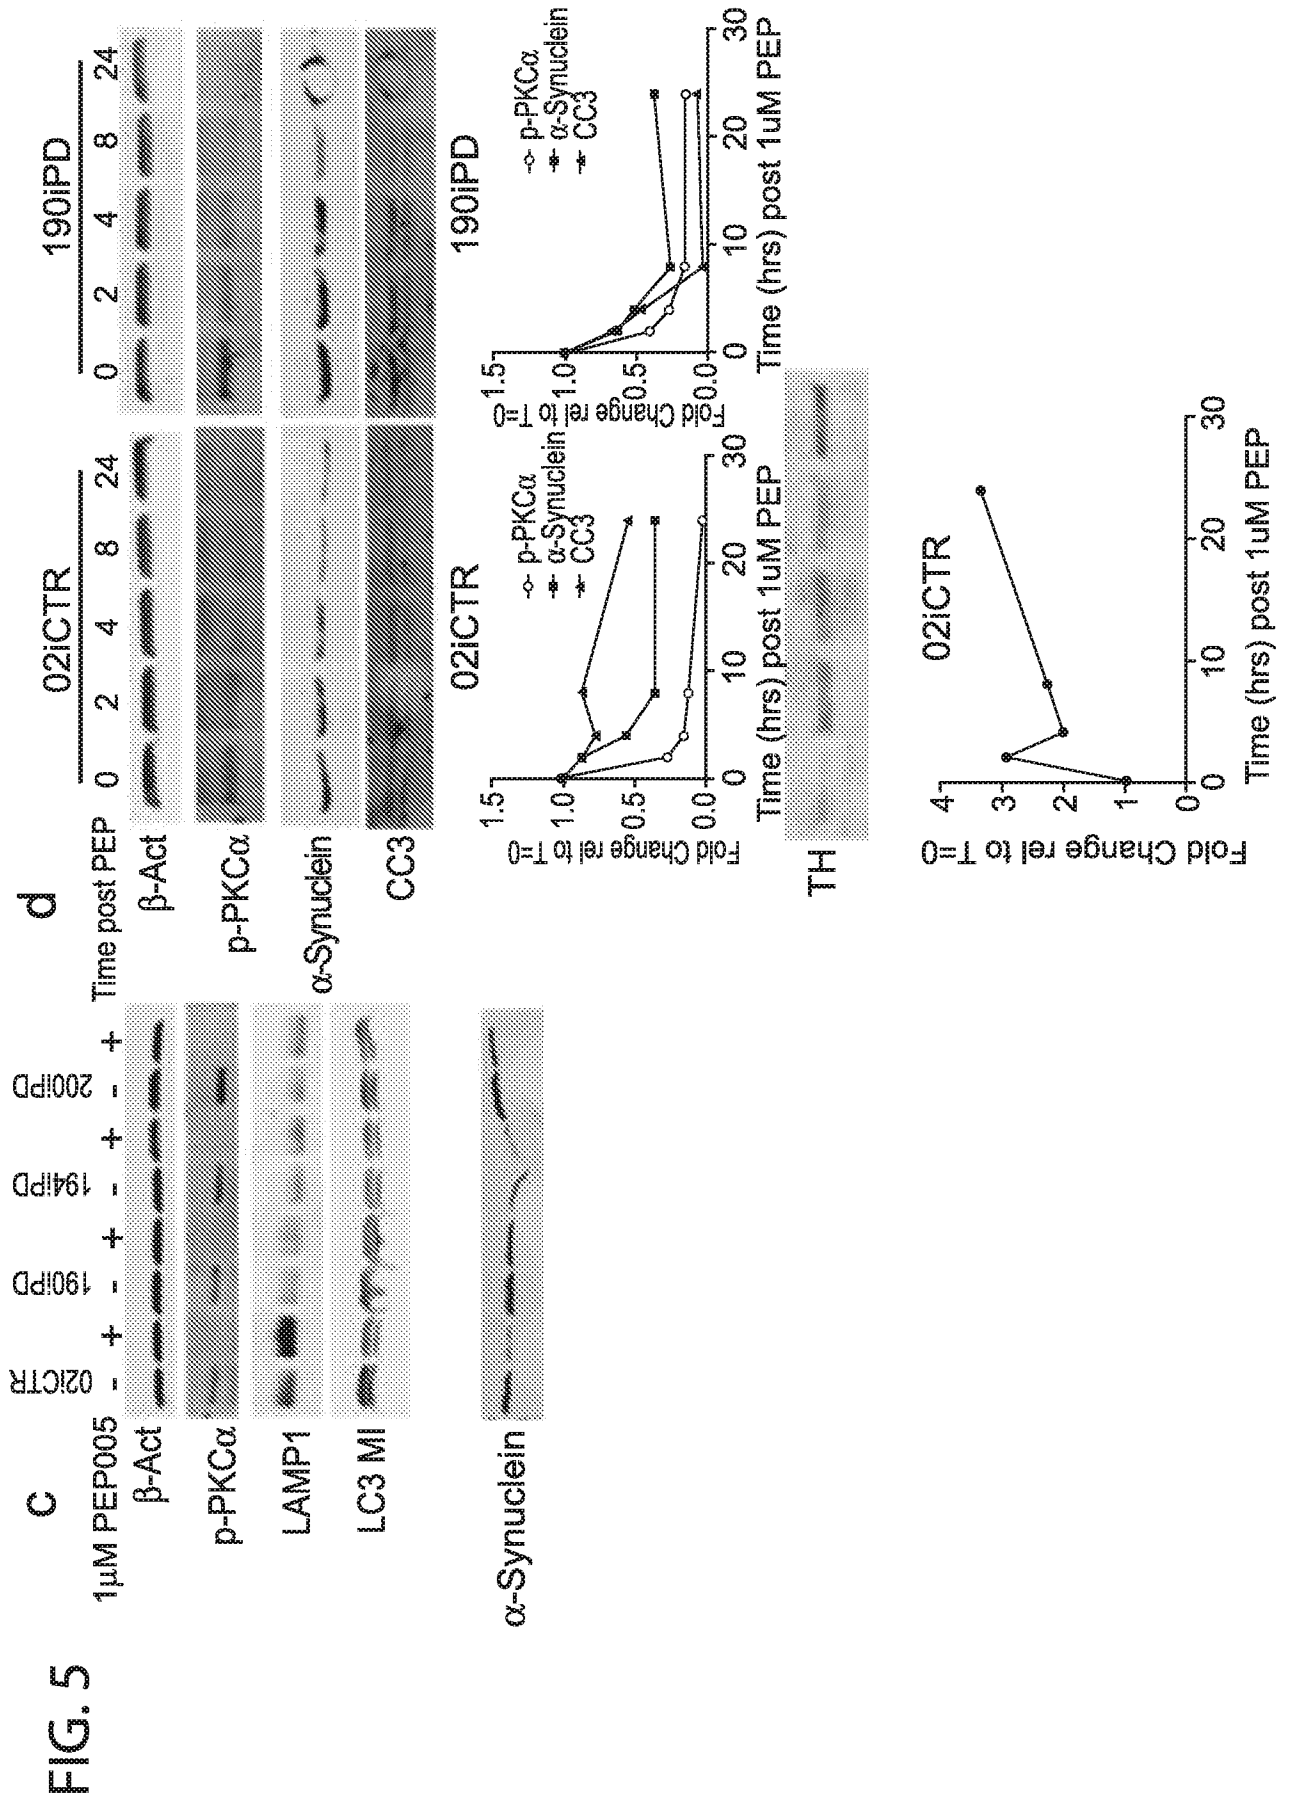 FIG. 5
c
02iCTR 190iPD 194iPD 200iPD
1µM PEP005 - + - + - + - +
β-Act
p-PKCα
LAMP1
LC3 MI
α-Synuclein
d
02iCTR 190iPD
Time post PEP 0 2 4 8 24 0 2 4 8 24
β-Act
p-PKCα
α-Synuclein
CC3
02iCTR
Fold Change rel to T=0
1.5
1.0
0.5
0.0
0 10 20 30
Time (hrs) post 1uM PEP
p-PKCα
α-Synuclein
CC3
190iPD
Fold Change rel to T=0
1.5
1.0
0.5
0.0
0 10 20 30
Time (hrs) post 1uM PEP
p-PKCα
α-Synuclein
CC3
TH
02iCTR
Fold Change rel to T=0
4
3
2
1
0
0 10 20 30
Time (hrs) post 1uM PEP